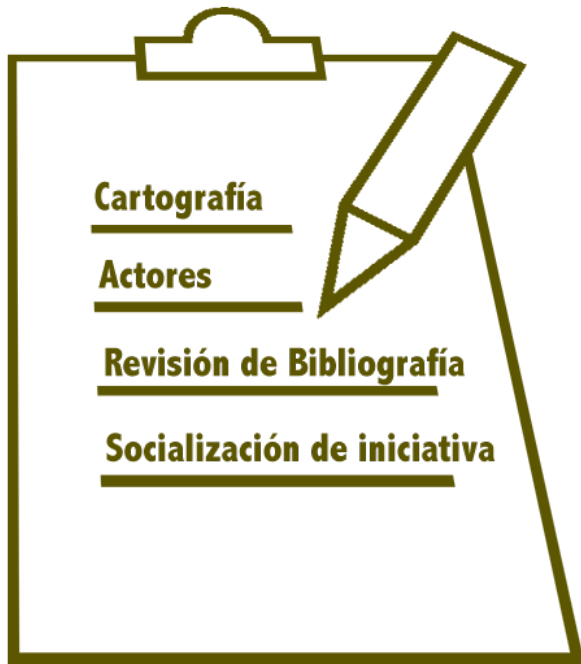 Cartografía
Actores
Revisión de Bibliografía
Socialización de iniciativa